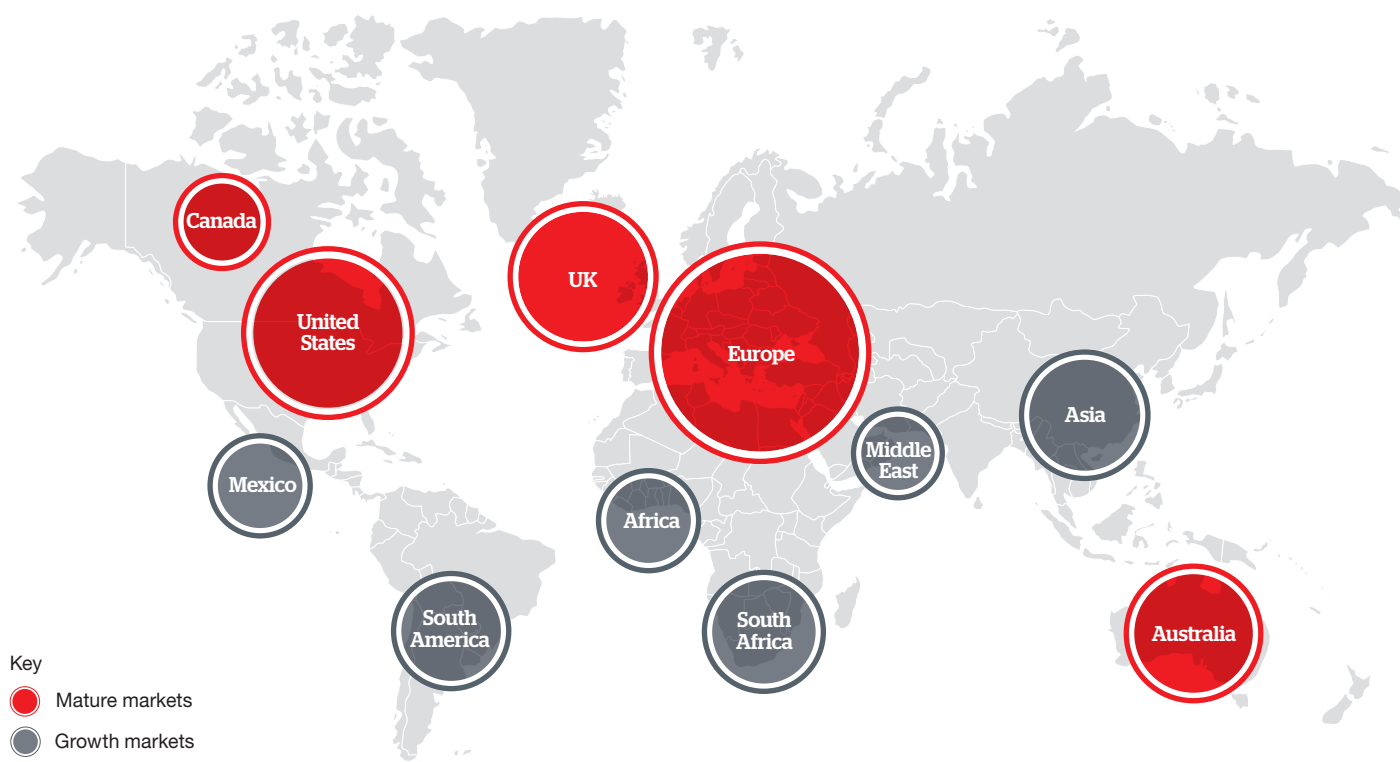 Canada
UK
United
States
Europe
Asia
Middle
East
Mexico
Africa
South
America
South
Africa
Australia
Key
Mature markets
Growth markets